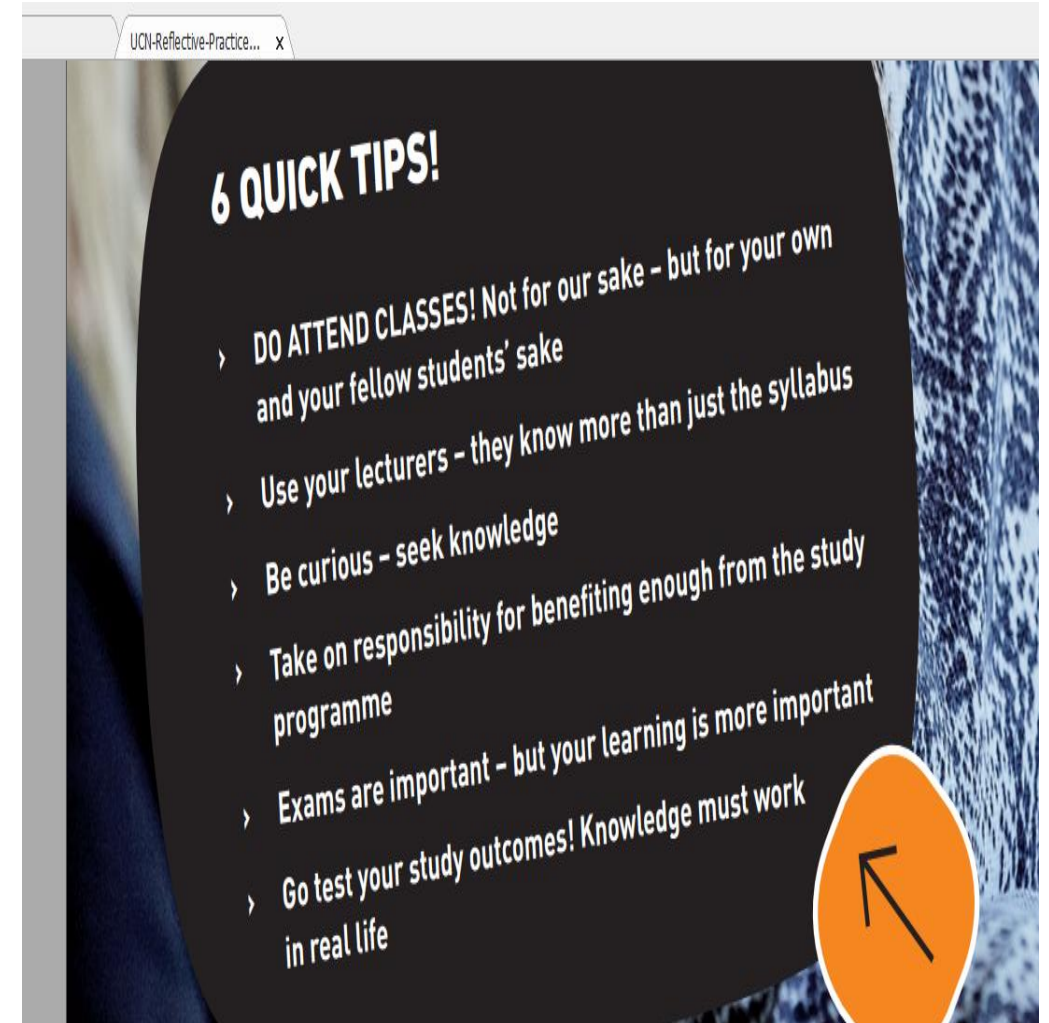 UCN-Reflective-Practice... x
6 QUICK TIPS!
› DO ATTEND CLASSES! Not for our sake – but for your own
and your fellow students’ sake
› Use your lecturers – they know more than just the syllabus
› Be curious – seek knowledge
› Take on responsibility for benefiting enough from the study
programme
› Exams are important – but your learning is more important
› Go test your study outcomes! Knowledge must work
in real life